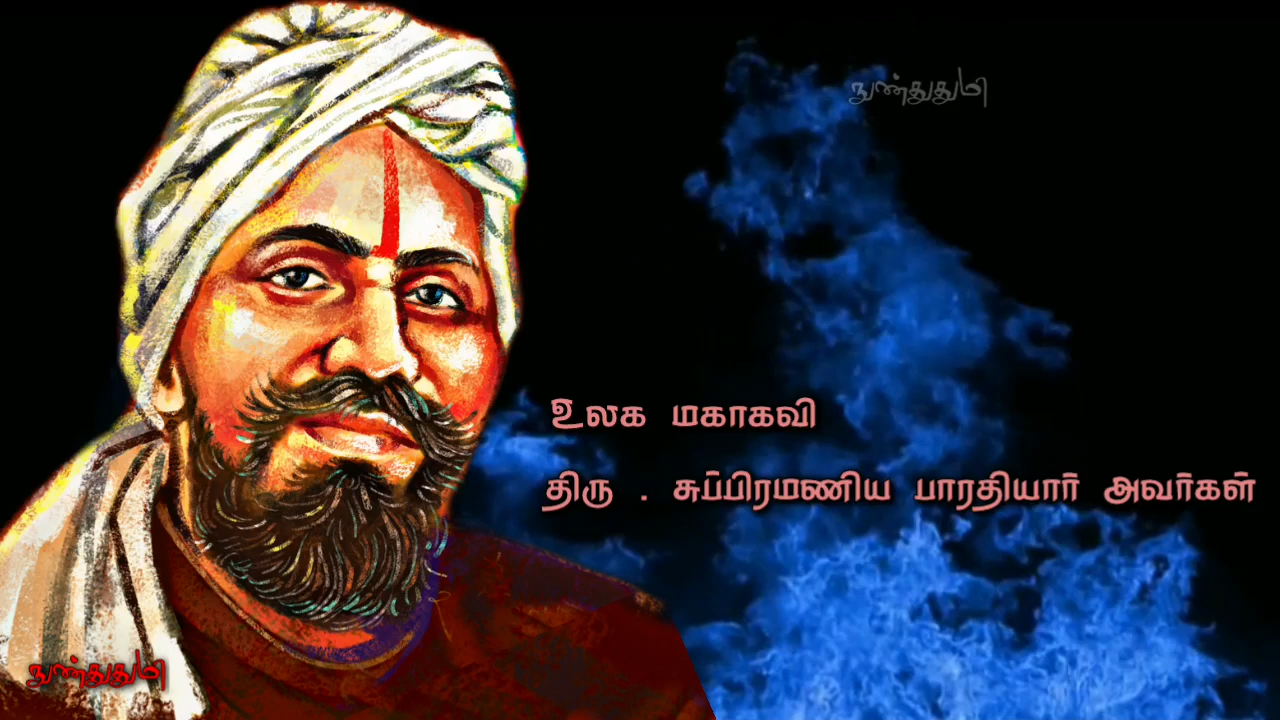 நுண்துதுமி
உலக மகாகவி
திரு . சுப்பிரமணிய பாரதியார் அவர்கள்
நுண்துதுமி